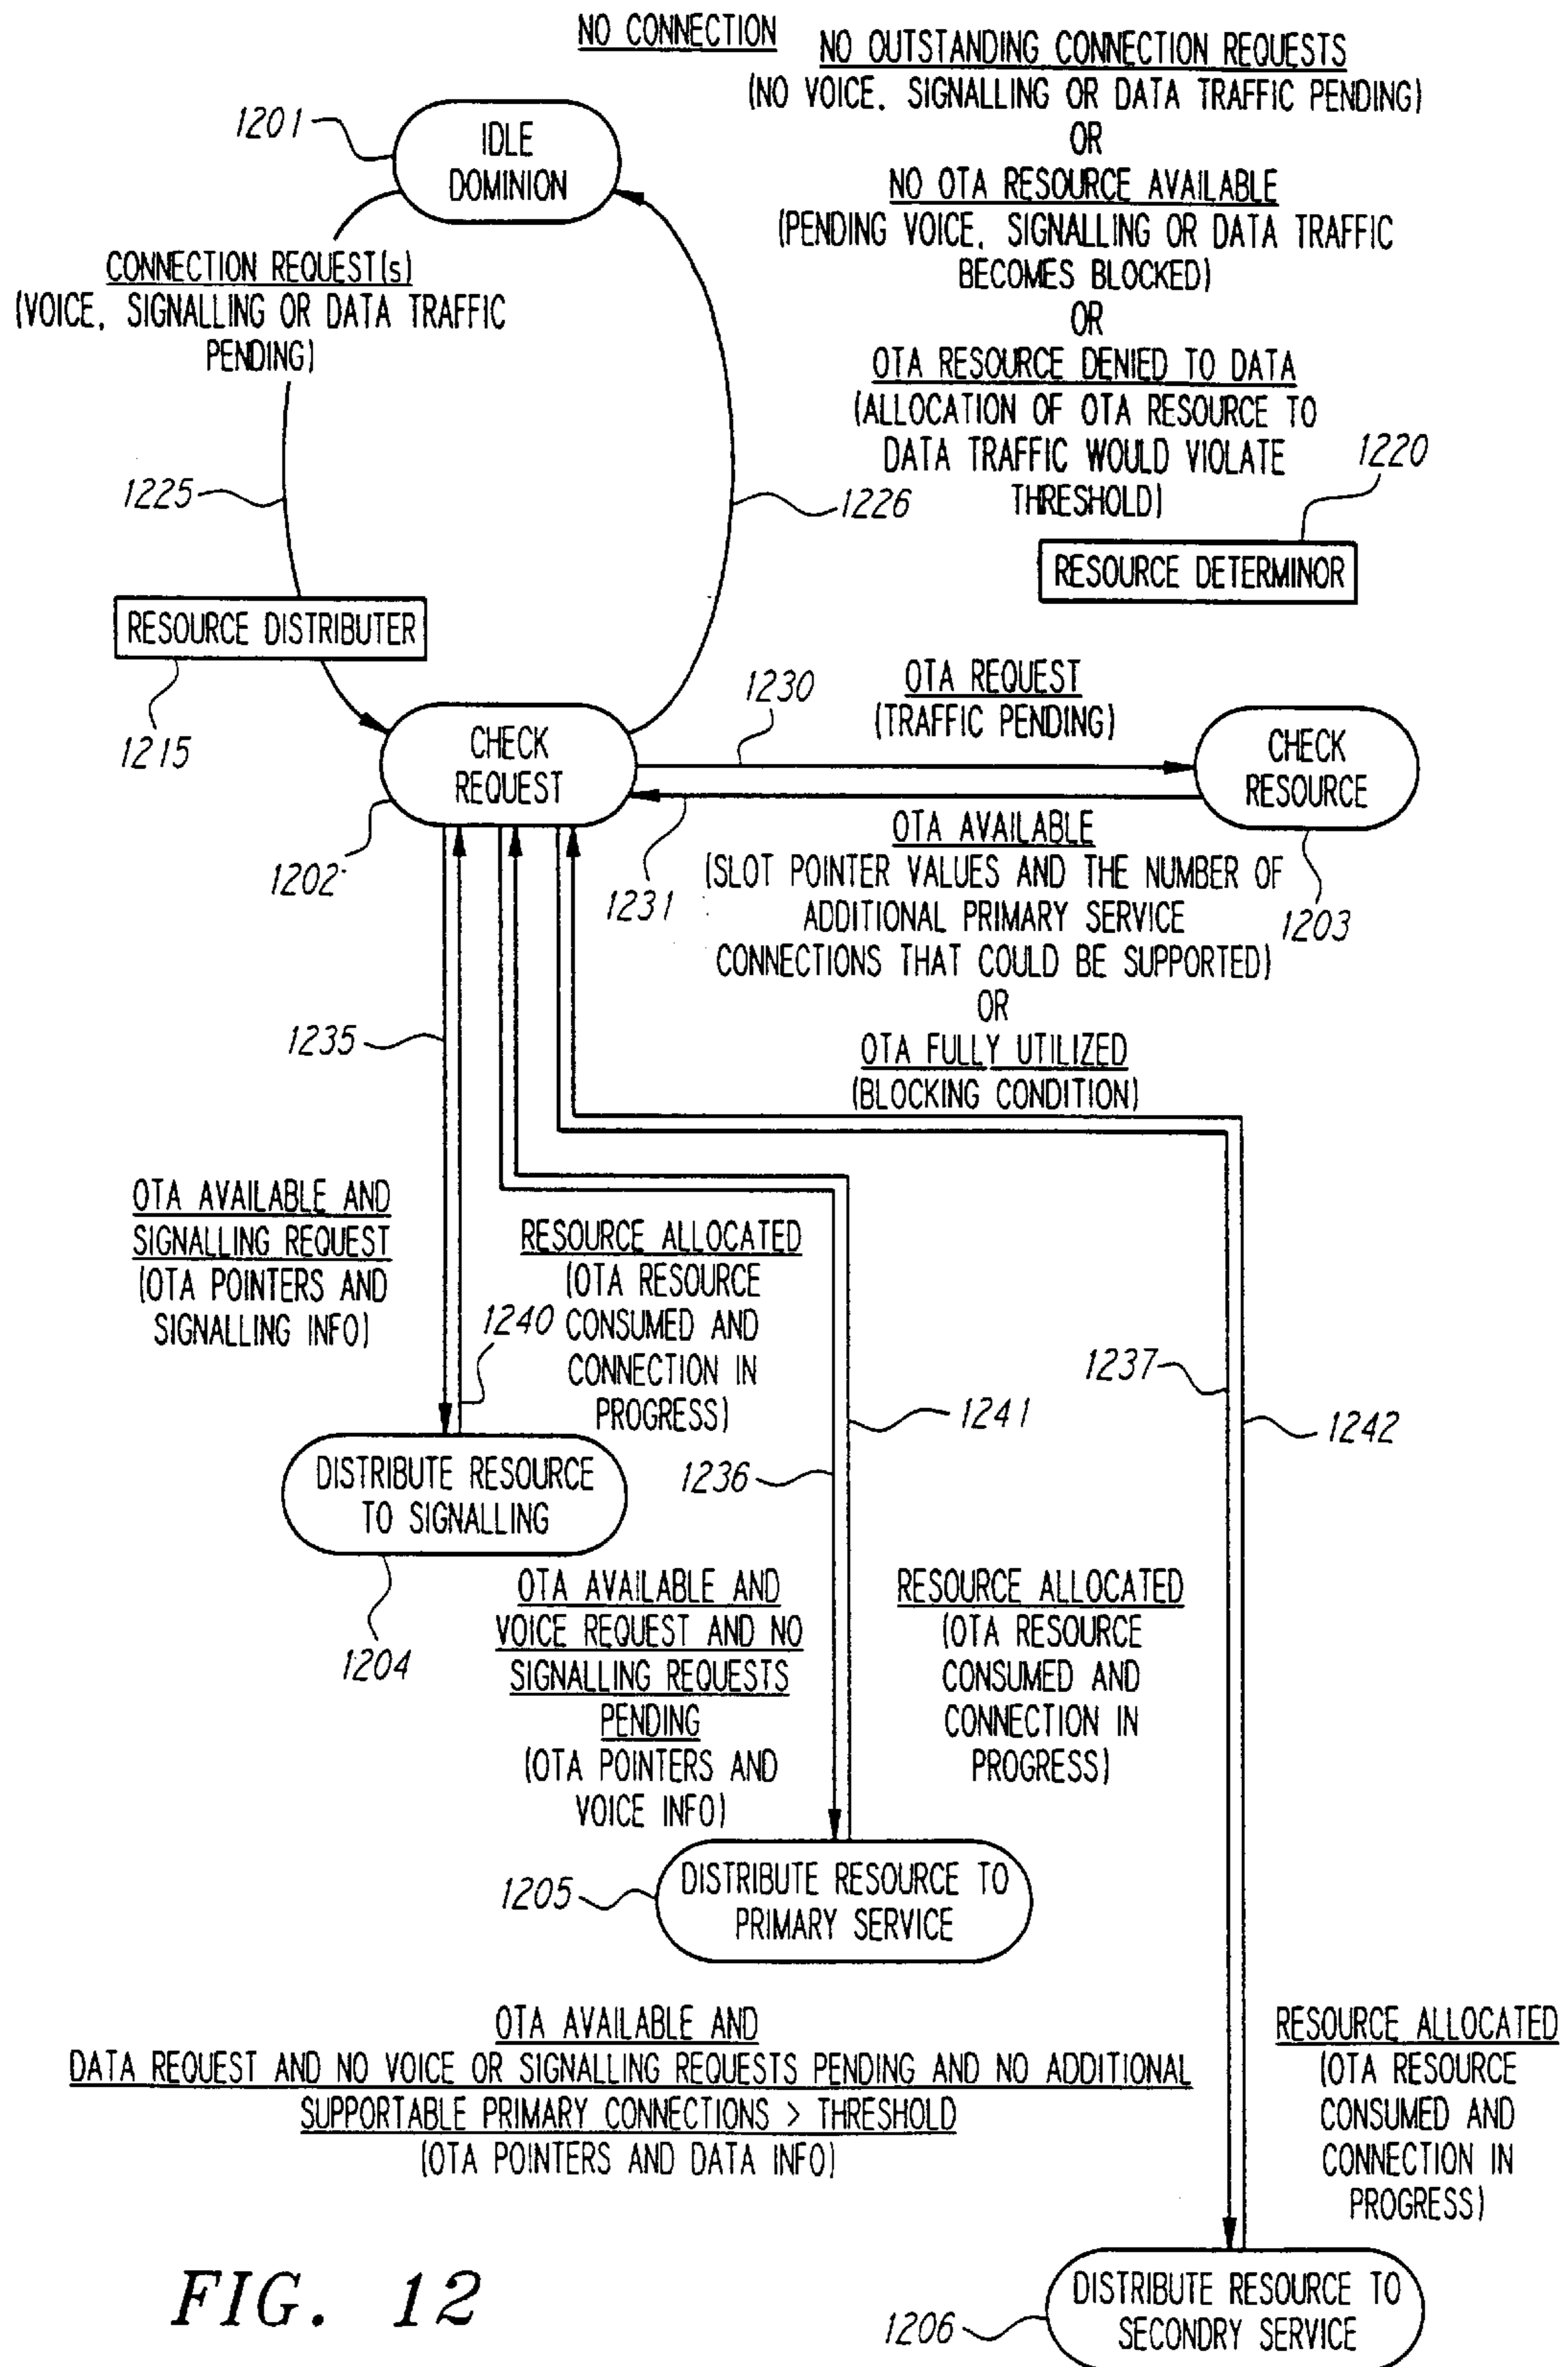 NO CONNECTION
NO OUTSTANDING CONNECTION REQUESTS
(NO VOICE, SIGNALLING OR DATA TRAFFIC PENDING)
OR
NO OTA RESOURCE AVAILABLE
(PENDING VOICE, SIGNALLING OR DATA TRAFFIC
BECOMES BLOCKED)
OR
OTA RESOURCE DENIED TO DATA
(ALLOCATION OF OTA RESOURCE TO
DATA TRAFFIC WOULD VIOLATE
THRESHOLD)
1201
IDLE
DOMINION
CONNECTION REQUEST(s)
(VOICE, SIGNALLING OR DATA TRAFFIC
PENDING)
1225
1226
1220
RESOURCE DETERMINOR
RESOURCE DISTRIBUTER
1215
CHECK
REQUEST
1202
1230
OTA REQUEST
(TRAFFIC PENDING)
CHECK
RESOURCE
1203
1231
OTA AVAILABLE
(SLOT POINTER VALUES AND THE NUMBER OF
ADDITIONAL PRIMARY SERVICE
CONNECTIONS THAT COULD BE SUPPORTED)
OR
OTA FULLY UTILIZED
(BLOCKING CONDITION)
1235
OTA AVAILABLE AND
SIGNALLING REQUEST
(OTA POINTERS AND
SIGNALLING INFO)
1240
RESOURCE ALLOCATED
(OTA RESOURCE
CONSUMED AND
CONNECTION IN
PROGRESS)
1237
1241
1242
1236
DISTRIBUTE RESOURCE
TO SIGNALLING
1204
OTA AVAILABLE AND
VOICE REQUEST AND NO
SIGNALLING REQUESTS
PENDING
(OTA POINTERS AND
VOICE INFO)
RESOURCE ALLOCATED
(OTA RESOURCE
CONSUMED AND
CONNECTION IN
PROGRESS)
1205
DISTRIBUTE RESOURCE TO
PRIMARY SERVICE
OTA AVAILABLE AND
DATA REQUEST AND NO VOICE OR SIGNALLING REQUESTS PENDING AND NO ADDITIONAL
SUPPORTABLE PRIMARY CONNECTIONS > THRESHOLD
(OTA POINTERS AND DATA INFO)
RESOURCE ALLOCATED
(OTA RESOURCE
CONSUMED AND
CONNECTION IN
PROGRESS)
1206
DISTRIBUTE RESOURCE TO
SECONDRY SERVICE
FIG. 12